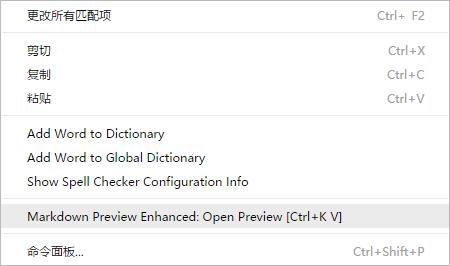 更改所有匹配项 Ctrl+ F2
剪切 Ctrl+X
复制 Ctrl+C
粘贴 Ctrl+V
Add Word to Dictionary
Add Word to Global Dictionary
Show Spell Checker Configuration Info
Markdown Preview Enhanced: Open Preview [Ctrl+K V]
命令面板... Ctrl+Shift+P